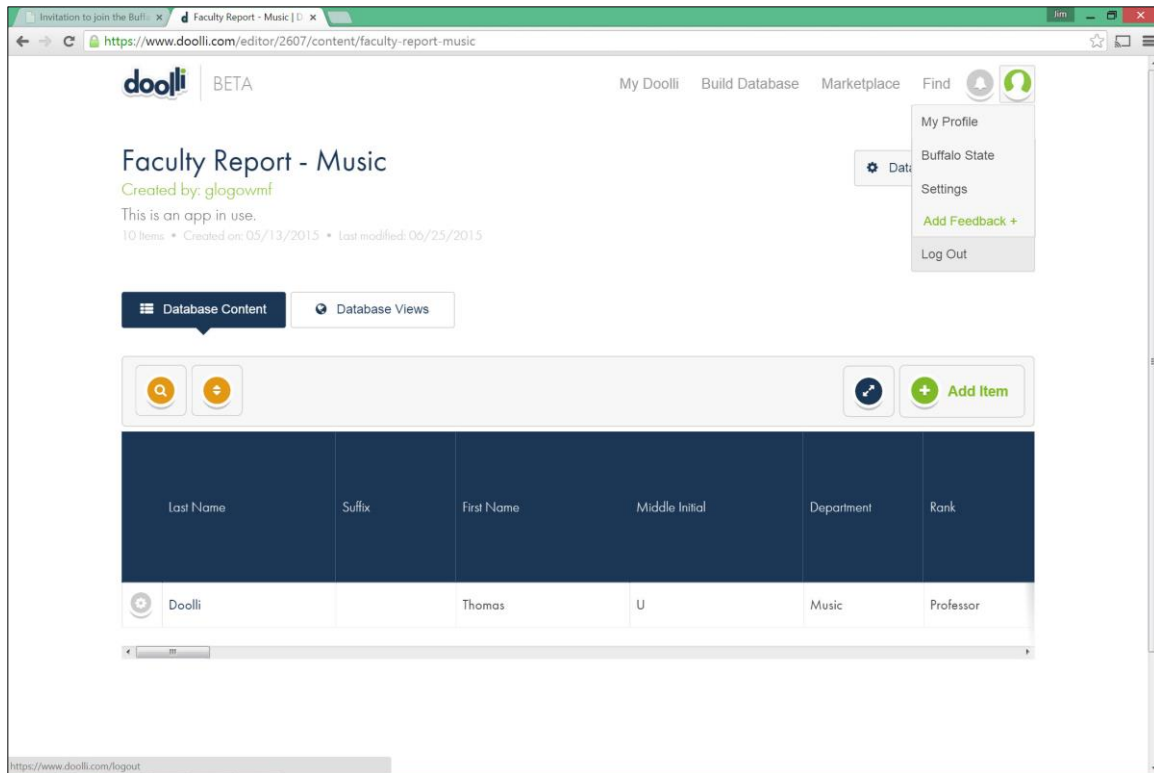 Invitation to join the Buffa
Faculty Report - Music | D
Jim
https://www.doolli.com/editor/2607/content/faculty-report-music
doolli BETA
My Doolli Build Database Marketplace Find
My Profile
Buffalo State
Settings
Add Feedback +
Log Out
Faculty Report - Music
Data
Created by: glogowmf
This is an app in use.
10 Items • Created on: 05/13/2015 • Last modified: 06/25/2015
Database Content Database Views
Add Item
Last Name Suffix First Name Middle Initial Department Rank
Doolli Thomas U Music Professor
https://www.doolli.com/logout